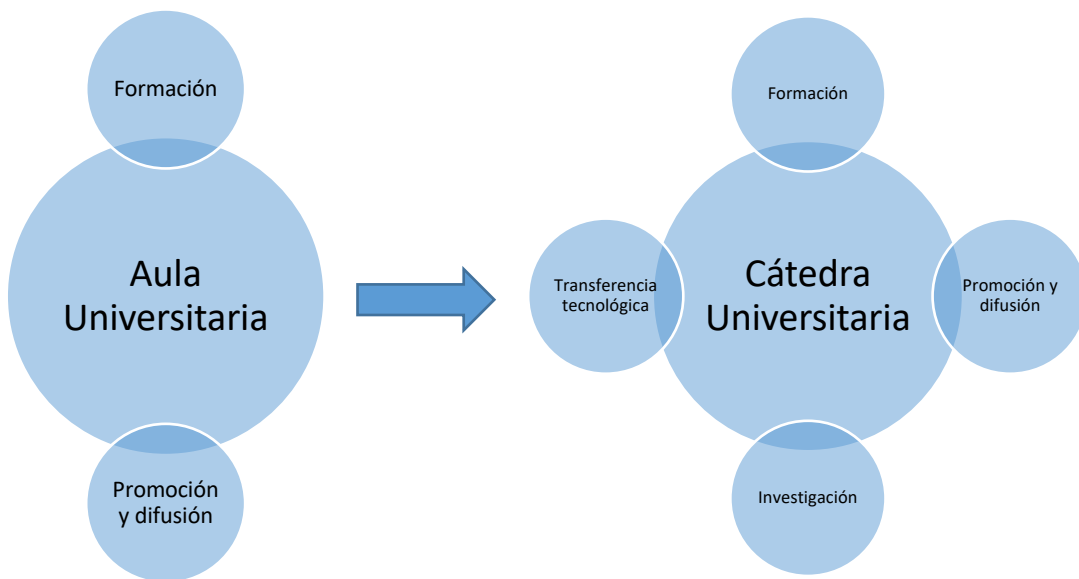 Formación
Aula
Universitaria
Promoción
y difusión
Formación
Transferencia
tecnológica
Cátedra
Universitaria
Promoción y
difusión
Investigación